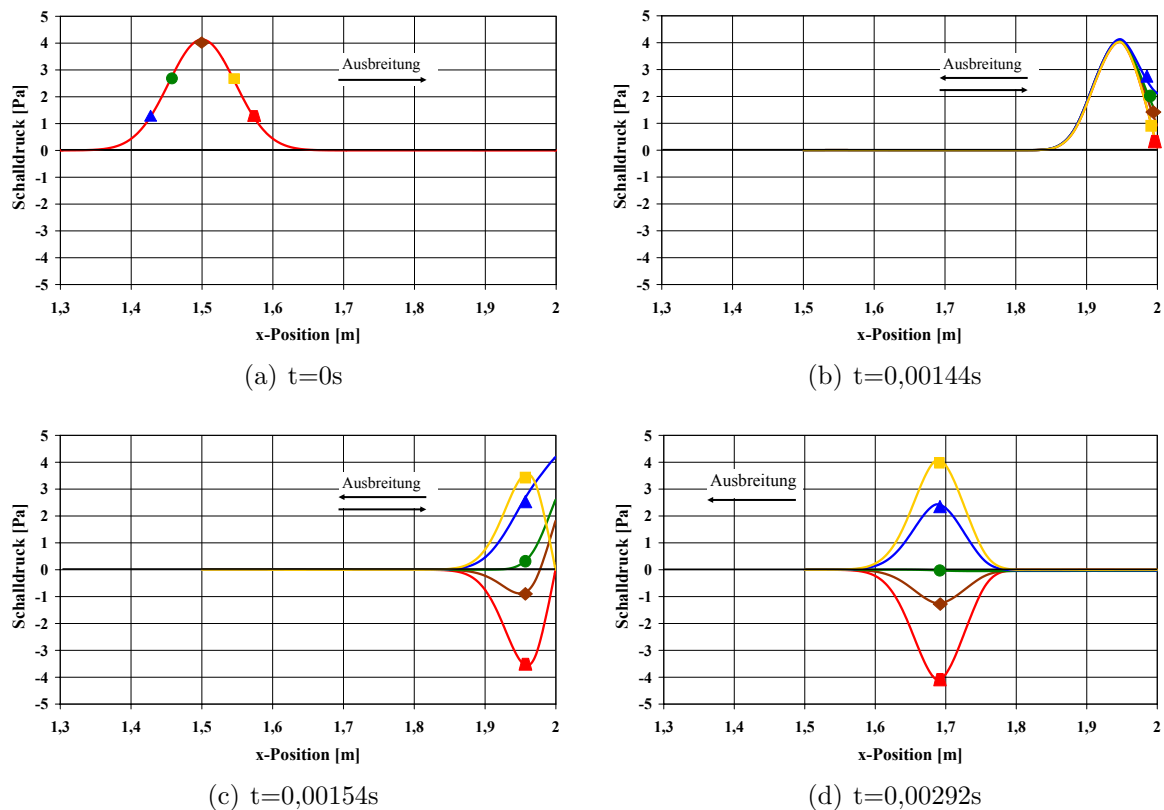 5
4
3
2
1
0
-1
-2
-3
-4
-5
Schalldruck [Pa]
Ausbreitung
1,3 1,4 1,5 1,6 1,7 1,8 1,9 2
x-Position [m]
(a) t=0s
5
4
3
2
1
0
-1
-2
-3
-4
-5
Schalldruck [Pa]
Ausbreitung
1,3 1,4 1,5 1,6 1,7 1,8 1,9 2
x-Position [m]
(b) t=0,00144s
5
4
3
2
1
0
-1
-2
-3
-4
-5
Schalldruck [Pa]
Ausbreitung
1,3 1,4 1,5 1,6 1,7 1,8 1,9 2
x-Position [m]
(c) t=0,00154s
5
4
3
2
1
0
-1
-2
-3
-4
-5
Schalldruck [Pa]
Ausbreitung
1,3 1,4 1,5 1,6 1,7 1,8 1,9 2
x-Position [m]
(d) t=0,00292s